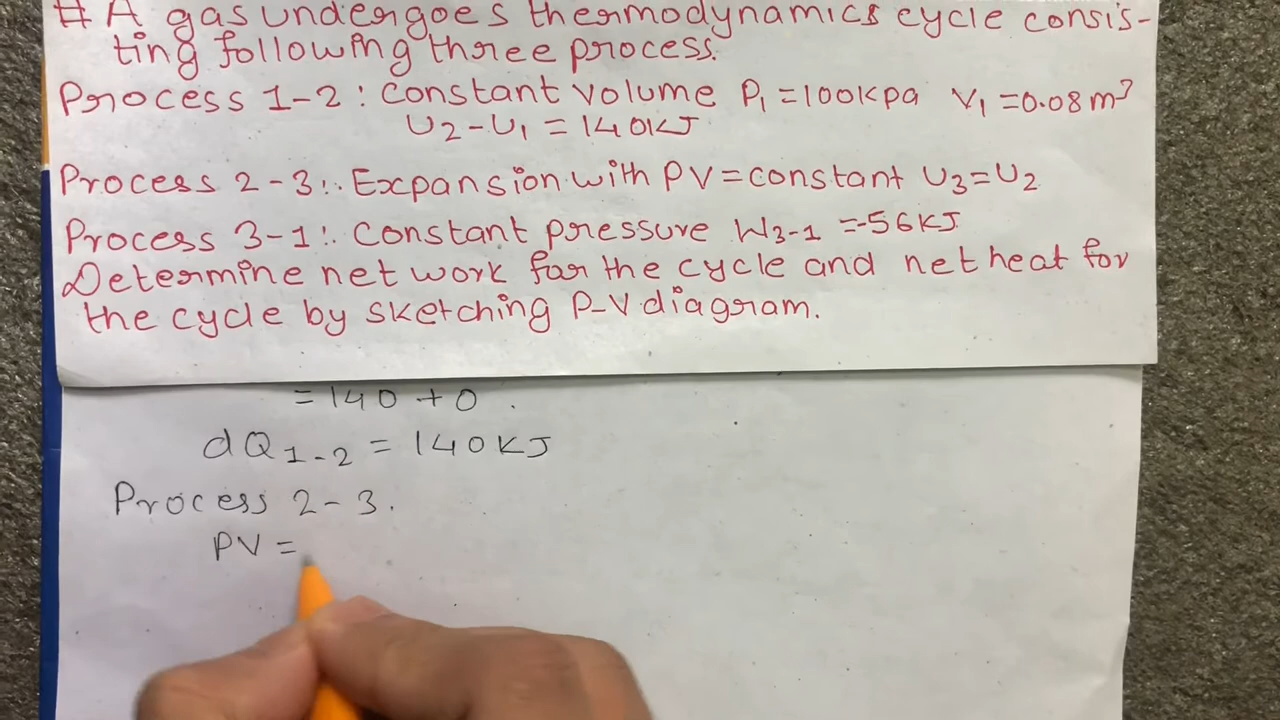 # A gas undergoes thermodynamics cycle consis-
ting following three process.
Process 1-2 : Constant volume P₁ =100kpa V₁ =0.08m³
U₂-U₁ =140KJ
Process 2-3:. Expansion with PV=constant U₃=U₂
Process 3-1:. Constant pressure W₃₋₁ =-56KJ
Determine net work for the cycle and net heat for
the cycle by sketching P-V diagram.
= 140 + 0 .
dQ₁₋₂ = 140KJ
Process 2-3.
PV =